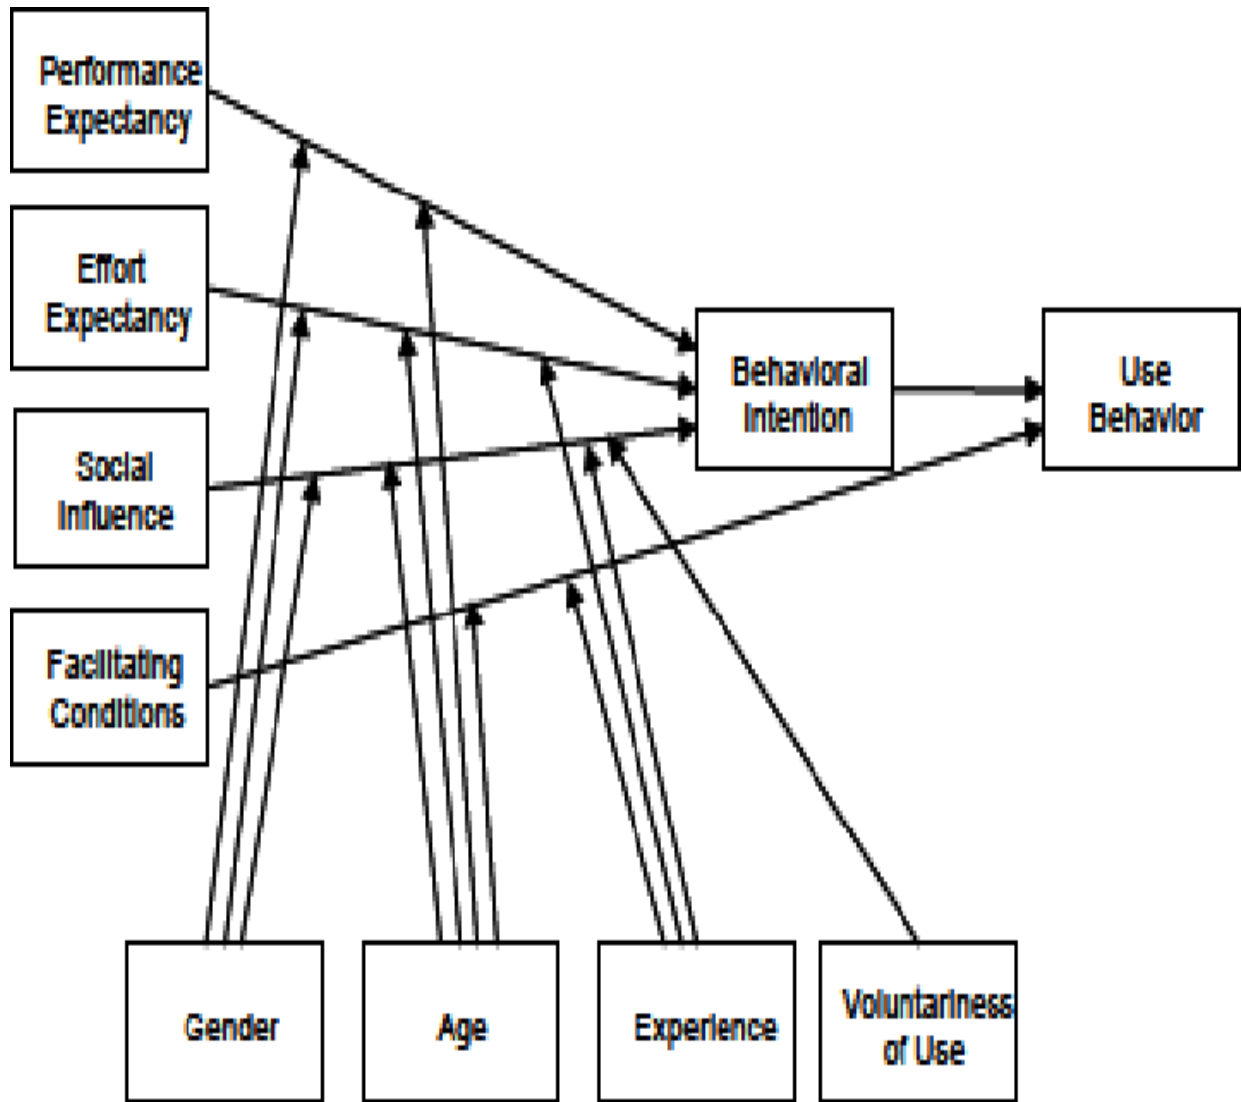 Performance
Expectancy
Effort
Expectancy
Social
Influence
Facilitating
Conditions
Behavioral
Intention
Use
Behavior
Gender
Age
Experience
Voluntariness
of Use